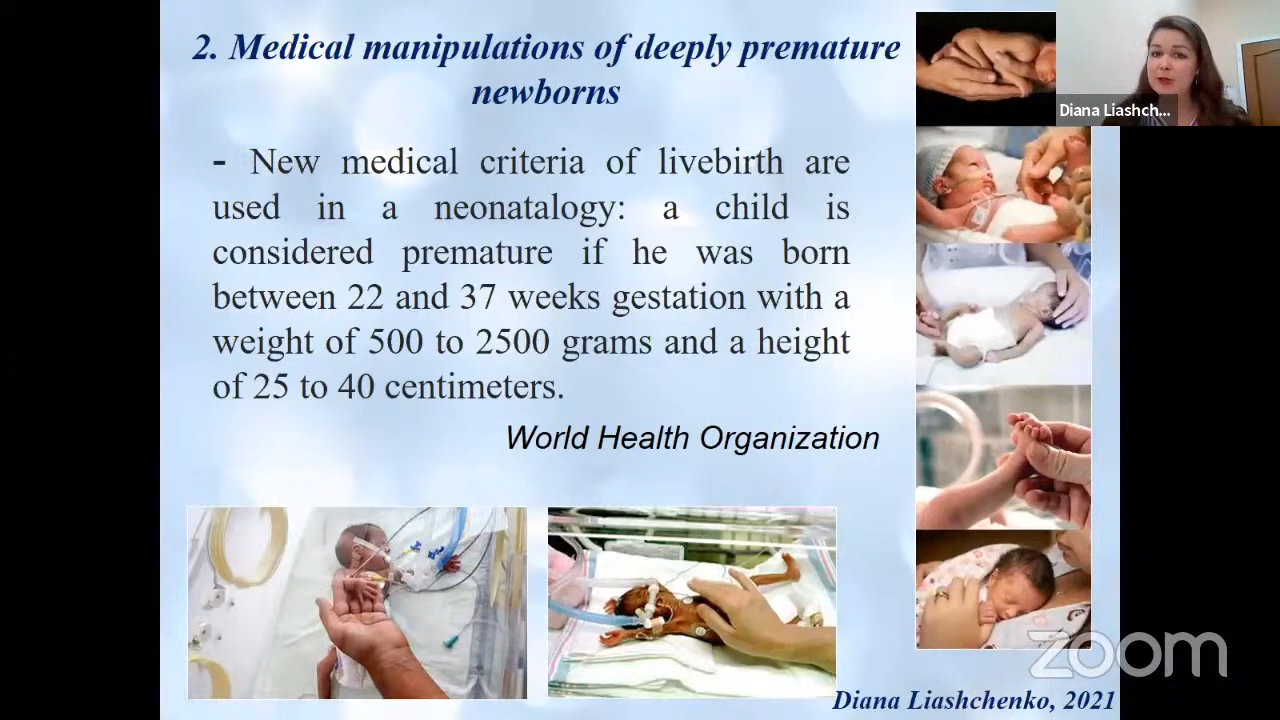 2. Medical manipulations of deeply premature
newborns
- New medical criteria of livebirth are
used in a neonatalogy: a child is
considered premature if he was born
between 22 and 37 weeks gestation with a
weight of 500 to 2500 grams and a height
of 25 to 40 centimeters.
World Health Organization
Diana Liashch...
zoom
Diana Liashchenko, 2021